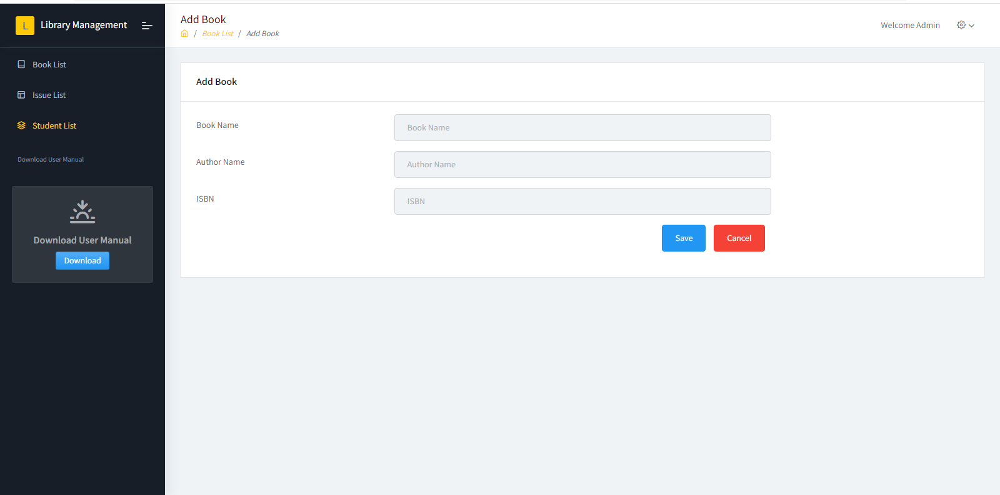 L Library Management
Book List
Issue List
Student List
Download User Manual
Download User Manual
Download
Add Book
/ Book List / Add Book
Welcome Admin
Add Book
Book Name Book Name
Author Name Author Name
ISBN ISBN
Save Cancel